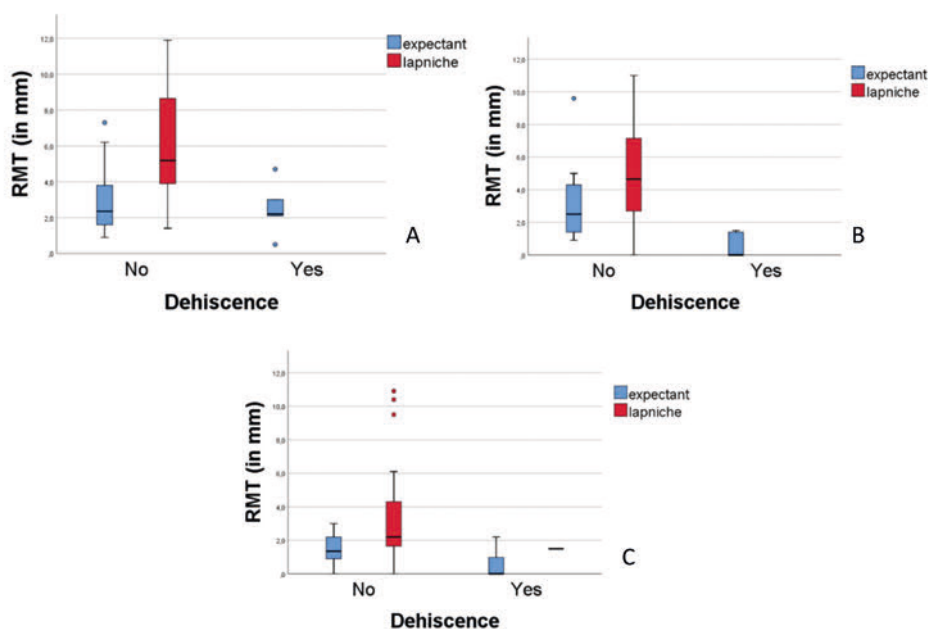 RMT (in mm)
12,0
10,0
8,0
6,0
4,0
2,0
,0
No
Yes
Dehiscence
expectant
lapniche
A
RMT (in mm)
12,0
10,0
8,0
6,0
4,0
2,0
,0
No
Yes
Dehiscence
expectant
lapniche
B
RMT (in mm)
12,0
10,0
8,0
6,0
4,0
2,0
,0
No
Yes
Dehiscence
expectant
lapniche
C